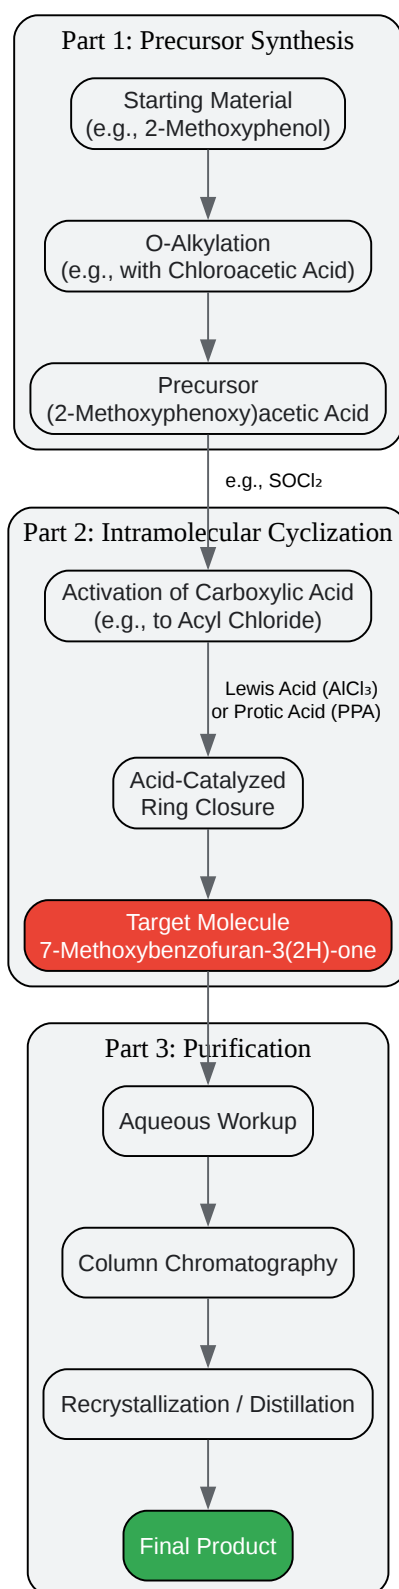 Part 1: Precursor Synthesis
Starting Material
(e.g., 2-Methoxyphenol)
O-Alkylation
(e.g., with Chloroacetic Acid)
Precursor
(2-Methoxyphenoxy)acetic Acid
e.g., SOCl₂
Part 2: Intramolecular Cyclization
Activation of Carboxylic Acid
(e.g., to Acyl Chloride)
Lewis Acid (AlCl₃)
or Protic Acid (PPA)
Acid-Catalyzed
Ring Closure
Target Molecule
7-Methoxybenzofuran-3(2H)-one
Part 3: Purification
Aqueous Workup
Column Chromatography
Recrystallization / Distillation
Final Product